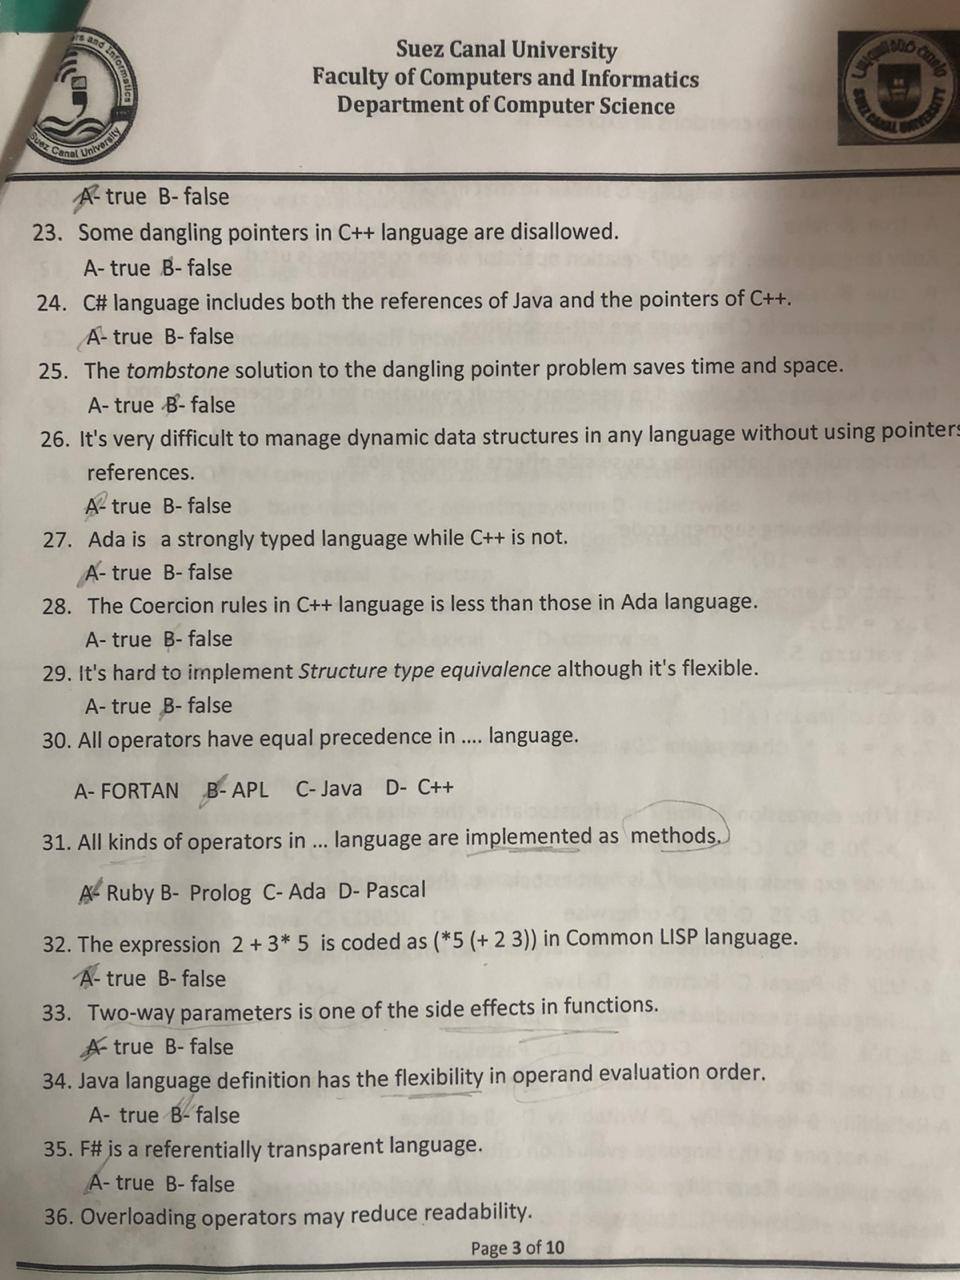 Suez Canal University
Faculty of Computers and Informatics
Department of Computer Science
Suez Canal University
SUEZ CANAL UNIVERSITY
A- true B- false
23. Some dangling pointers in C++ language are disallowed.
A- true B- false
24. C# language includes both the references of Java and the pointers of C++.
A- true B- false
25. The tombstone solution to the dangling pointer problem saves time and space.
A- true B- false
26. It's very difficult to manage dynamic data structures in any language without using pointers
references.
A- true B- false
27. Ada is a strongly typed language while C++ is not.
A- true B- false
28. The Coercion rules in C++ language is less than those in Ada language.
A- true B- false
29. It's hard to implement Structure type equivalence although it's flexible.
A- true B- false
30. All operators have equal precedence in .... language.
A- FORTAN B- APL C- Java D- C++
31. All kinds of operators in ... language are implemented as methods.
A- Ruby B- Prolog C- Ada D- Pascal
32. The expression 2 + 3* 5 is coded as (*5 (+ 2 3)) in Common LISP language.
A- true B- false
33. Two-way parameters is one of the side effects in functions.
A- true B- false
34. Java language definition has the flexibility in operand evaluation order.
A- true B- false
35. F# is a referentially transparent language.
A- true B- false
36. Overloading operators may reduce readability.
Page 3 of 10